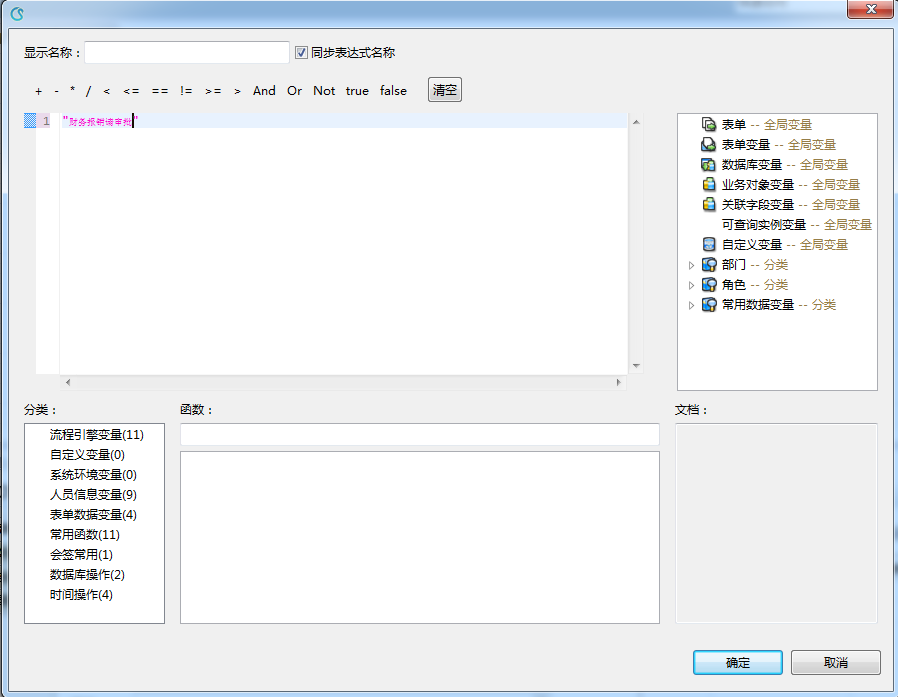 显示名称：
同步表达式名称
+ - * / < <= == != >= > And Or Not true false 清空
1
"财务报销该审批"
表单 -- 全局变量
表单变量 -- 全局变量
数据库变量 -- 全局变量
业务对象变量 -- 全局变量
关联字段变量 -- 全局变量
可查询实例变量 -- 全局变量
自定义变量 -- 全局变量
部门 -- 分类
角色 -- 分类
常用数据变量 -- 分类
分类：
流程引擎变量(11)
自定义变量(0)
系统环境变量(0)
人员信息变量(9)
表单数据变量(4)
常用函数(11)
会签常用(1)
数据库操作(2)
时间操作(4)
函数：
文档：
确定
取消